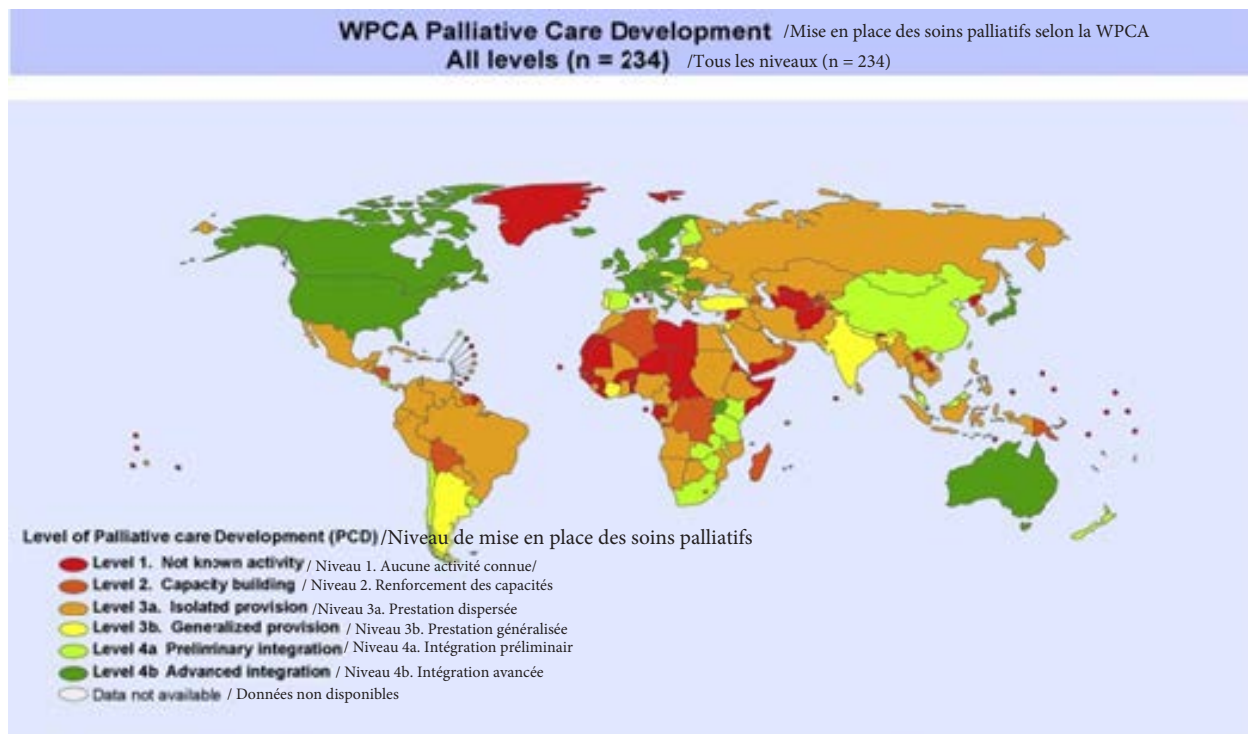 WPCA Palliative Care Development /Mise en place des soins palliatifs selon la WPCA
All levels (n = 234) /Tous les niveaux (n = 234)
Level of Palliative care Development (PCD)/Niveau de mise en place des soins palliatifs
Level 1. Not known activity / Niveau 1. Aucune activité connue/
Level 2. Capacity building / Niveau 2. Renforcement des capacités
Level 3a. Isolated provision /Niveau 3a. Prestation dispersée
Level 3b. Generalized provision / Niveau 3b. Prestation généralisée
Level 4a Preliminary integration/ Niveau 4a. Intégration préliminair
Level 4b Advanced integration / Niveau 4b. Intégration avancée
Data not available / Données non disponibles